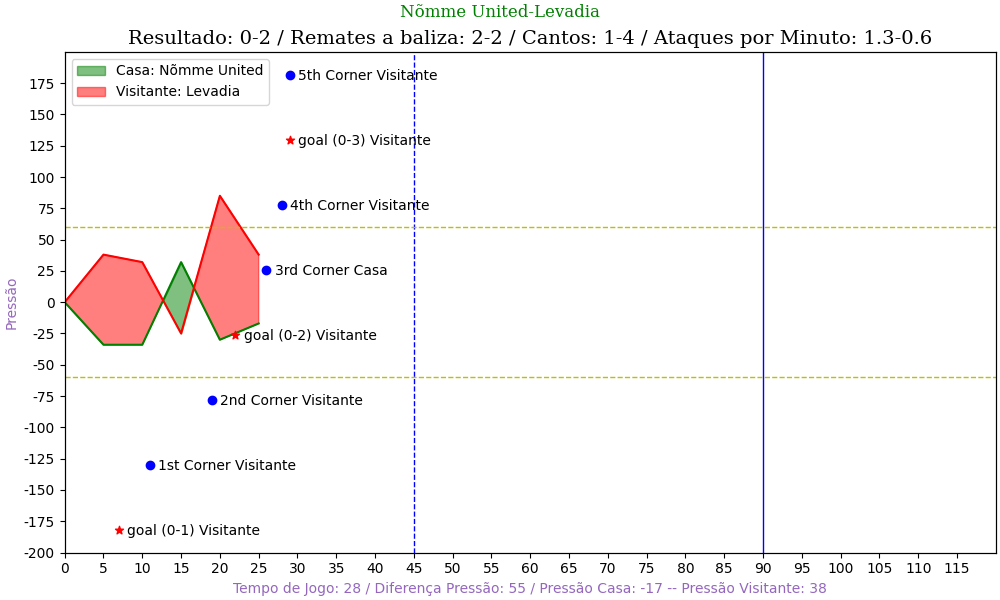 Nõmme United-Levadia
Resultado: 0-2 / Remates a baliza: 2-2 / Cantos: 1-4 / Ataques por Minuto: 1.3-0.6
Casa: Nõmme United
Visitante: Levadia
5th Corner Visitante
goal (0-3) Visitante
4th Corner Visitante
3rd Corner Casa
goal (0-2) Visitante
2nd Corner Visitante
1st Corner Visitante
goal (0-1) Visitante
Pressão
175
150
125
100
75
50
25
0
-25
-50
-75
-100
-125
-150
-175
-200
0 5 10 15 20 25 30 35 40 45 50 55 60 65 70 75 80 85 90 95 100 105 110 115
Tempo de Jogo: 28 / Diferença Pressão: 55 / Pressão Casa: -17 -- Pressão Visitante: 38